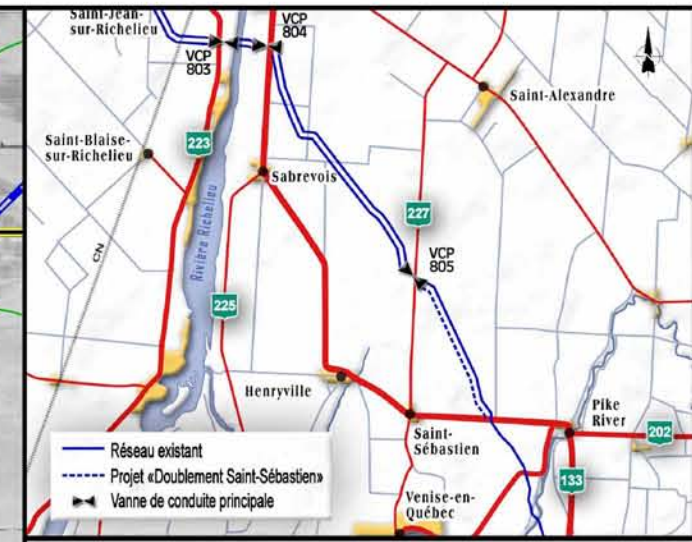 Saint-Jean-
sur-Richelieu
VCP
803
VCP
804
Saint-Alexandre
Saint-Blaise-
sur-Richelieu
223
Sabrevois
Rivière Richelieu
227
VCP
805
CN
225
Henryville
Saint-
Sébastien
Pike
River
202
133
Venise-en-
Québec
Réseau existant
Projet «Doublement Saint-Sébastien»
Vanne de conduite principale